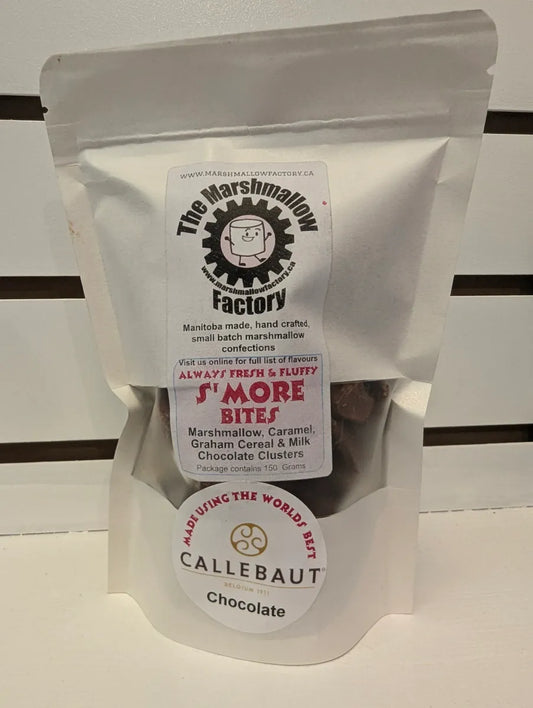 WWW.MARSHMALLOWFACTORY.CA
The Marshmallow
www.marshmallowfactory.ca
Factory
Manitoba made, hand crafted,
small batch marshmallow
confections
Visit us online for full list of flavours
ALWAYS FRESH & FLUFFY
S'MORE
BITES
Marshmallow, Caramel,
Graham Cereal & Milk
Chocolate Clusters
Package contains 150 Grams
MADE USING THE WORLDS BEST
CALLEBAUT®
BELGIUM 1911
Chocolate